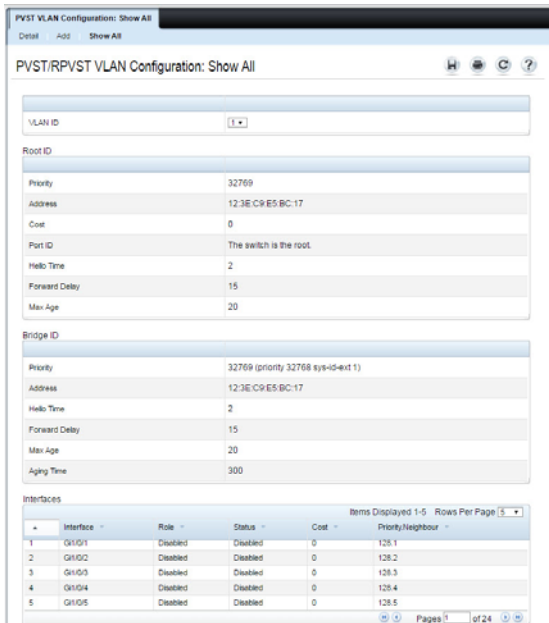 PVST VLAN Configuration: Show All
Detail Add Show All
PVST/RPVST VLAN Configuration: Show All
VLAN ID 1
Root ID
Priority 32769
Address 12:3E:C9:E5:BC:17
Cost 0
Port ID The switch is the root.
Hello Time 2
Forward Delay 15
Max Age 20
Bridge ID
Priority 32769 (priority 32768 sys-id-ext 1)
Address 12:3E:C9:E5:BC:17
Hello Time 2
Forward Delay 15
Max Age 20
Aging Time 300
Interfaces
Items Displayed 1-5 Rows Per Page 5
Interface Role Status Cost Priority.Neighbour
1 Gi1/0/1 Disabled Disabled 0 128.1
2 Gi1/0/2 Disabled Disabled 0 128.2
3 Gi1/0/3 Disabled Disabled 0 128.3
4 Gi1/0/4 Disabled Disabled 0 128.4
5 Gi1/0/5 Disabled Disabled 0 128.5
Pages 1 of 24